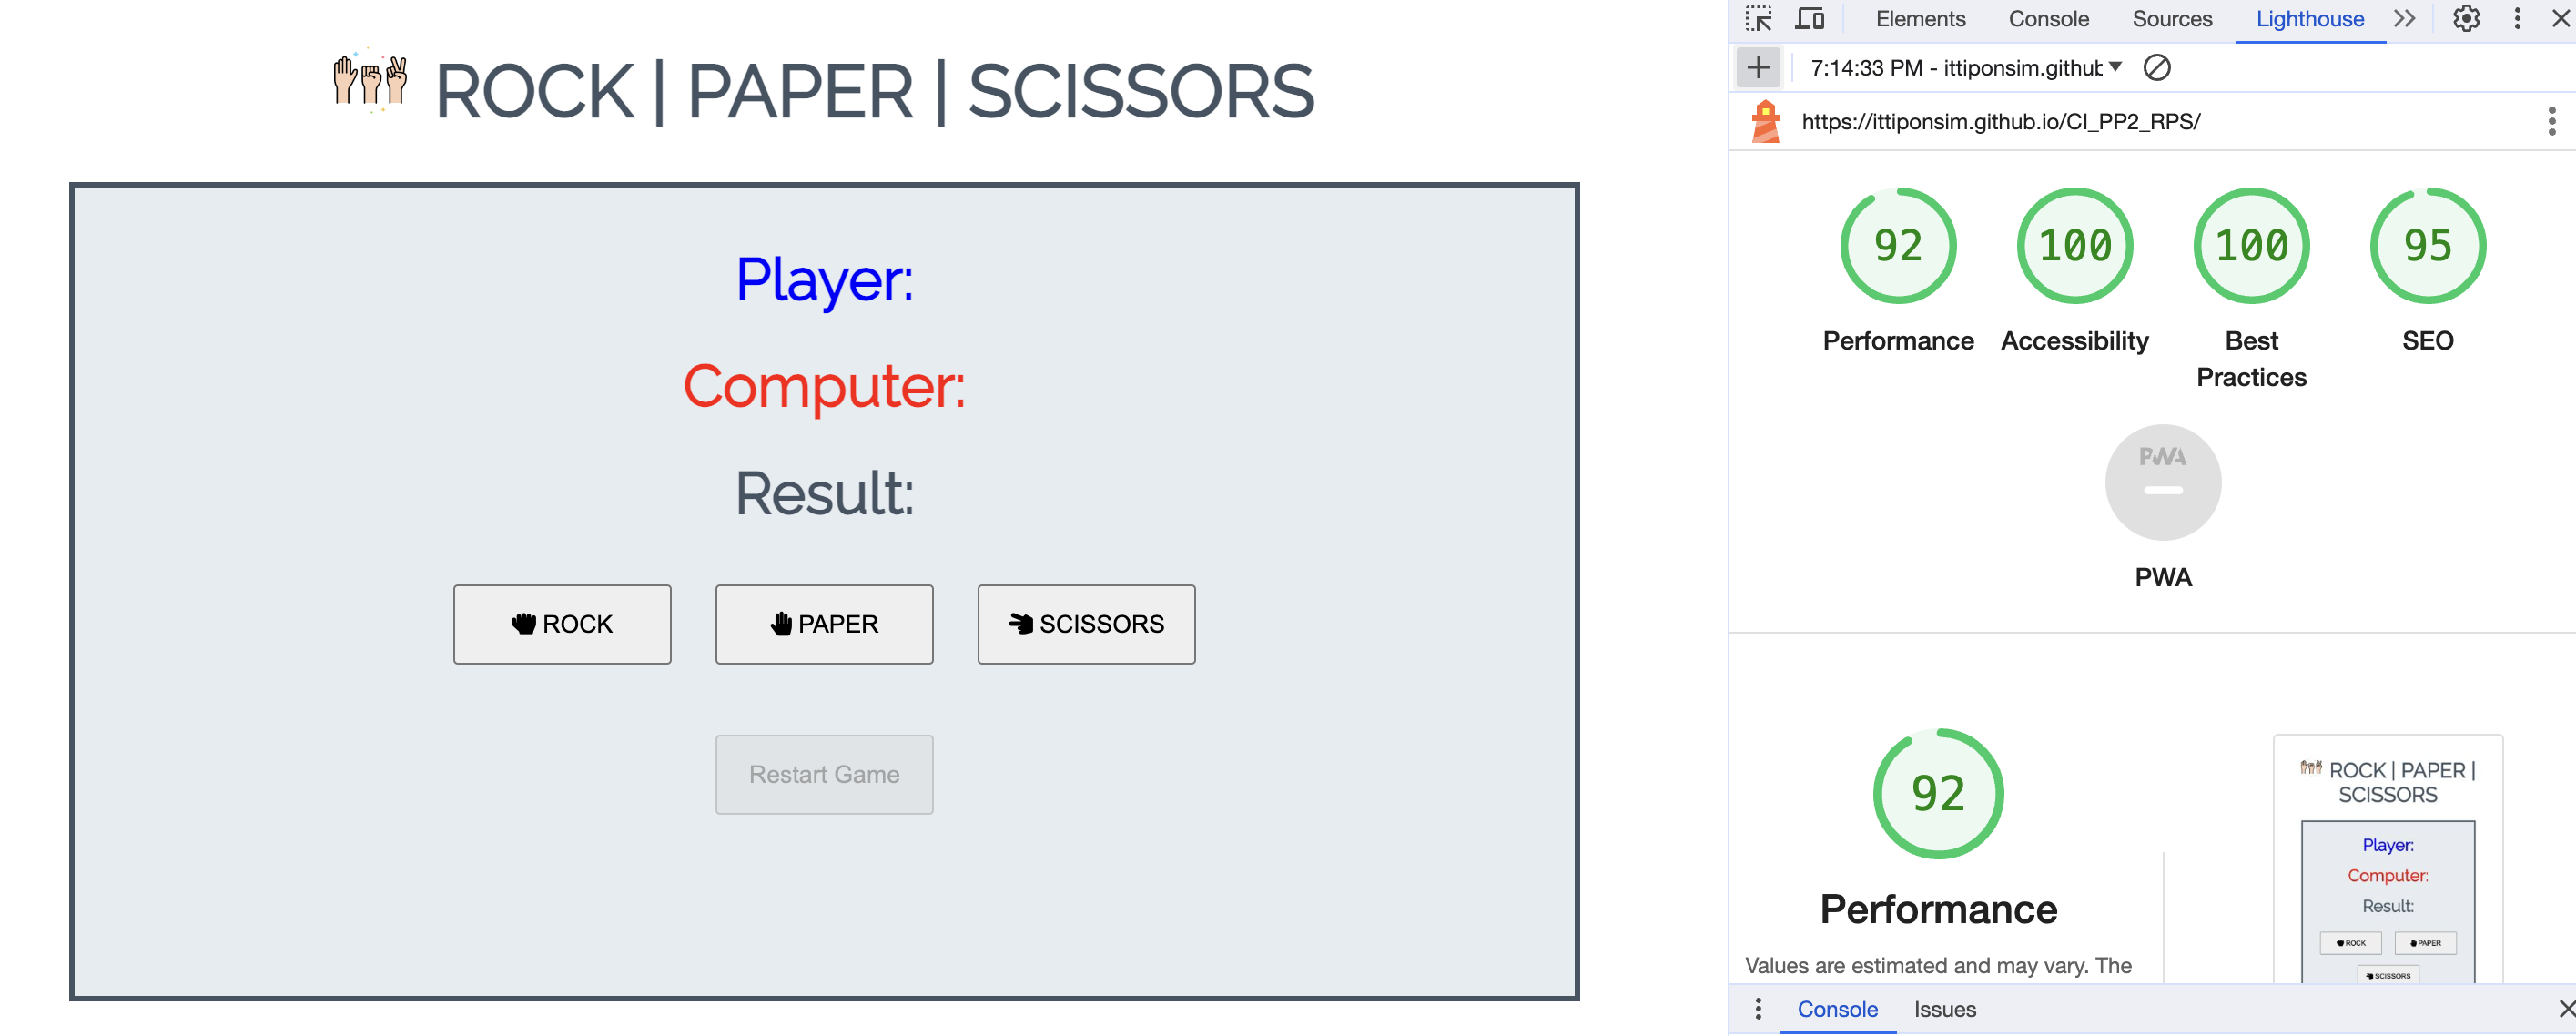 ROCK | PAPER | SCISSORS
Player:
Computer:
Result:
ROCK
PAPER
SCISSORS
Restart Game
Elements Console Sources Lighthouse
7:14:33 PM - ittiponsim.github
https://ittiponsim.github.io/CI_PP2_RPS/
92 100 100 95
Performance Accessibility Best Practices SEO
PWA
PWA
92
Performance
Values are estimated and may vary. The
ROCK | PAPER |
SCISSORS
Player:
Computer:
Result:
ROCK PAPER
SCISSORS
Console Issues